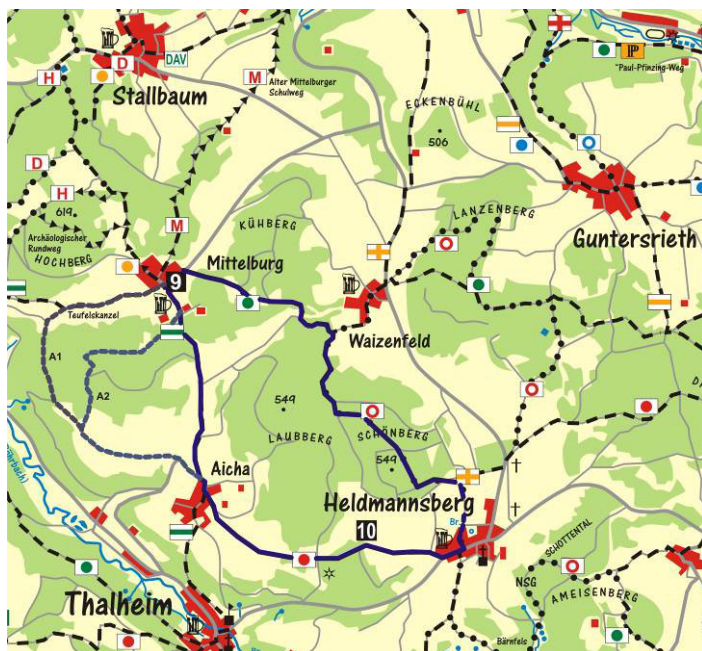 H
D
DAV
Stallbaum
M
Alter Mittelburger
Schulweg
"Paul-Pfinzing-Weg
ECKENBÜHL
506
D
H
619
Archäologischer
Rundweg
HOCHBERG
M
KÜHBERG
LANZENBERG
Guntersrieth
9
Mittelburg
Teufelskanzel
Waizenfeld
A1
A2
549
LAUBBERG
SCHÖNBERG
549
Aicha
Heldmannsberg
10
Br.
SCHOTTENTAL
NSG
AMEISENBERG
Thalheim
Bärnfels